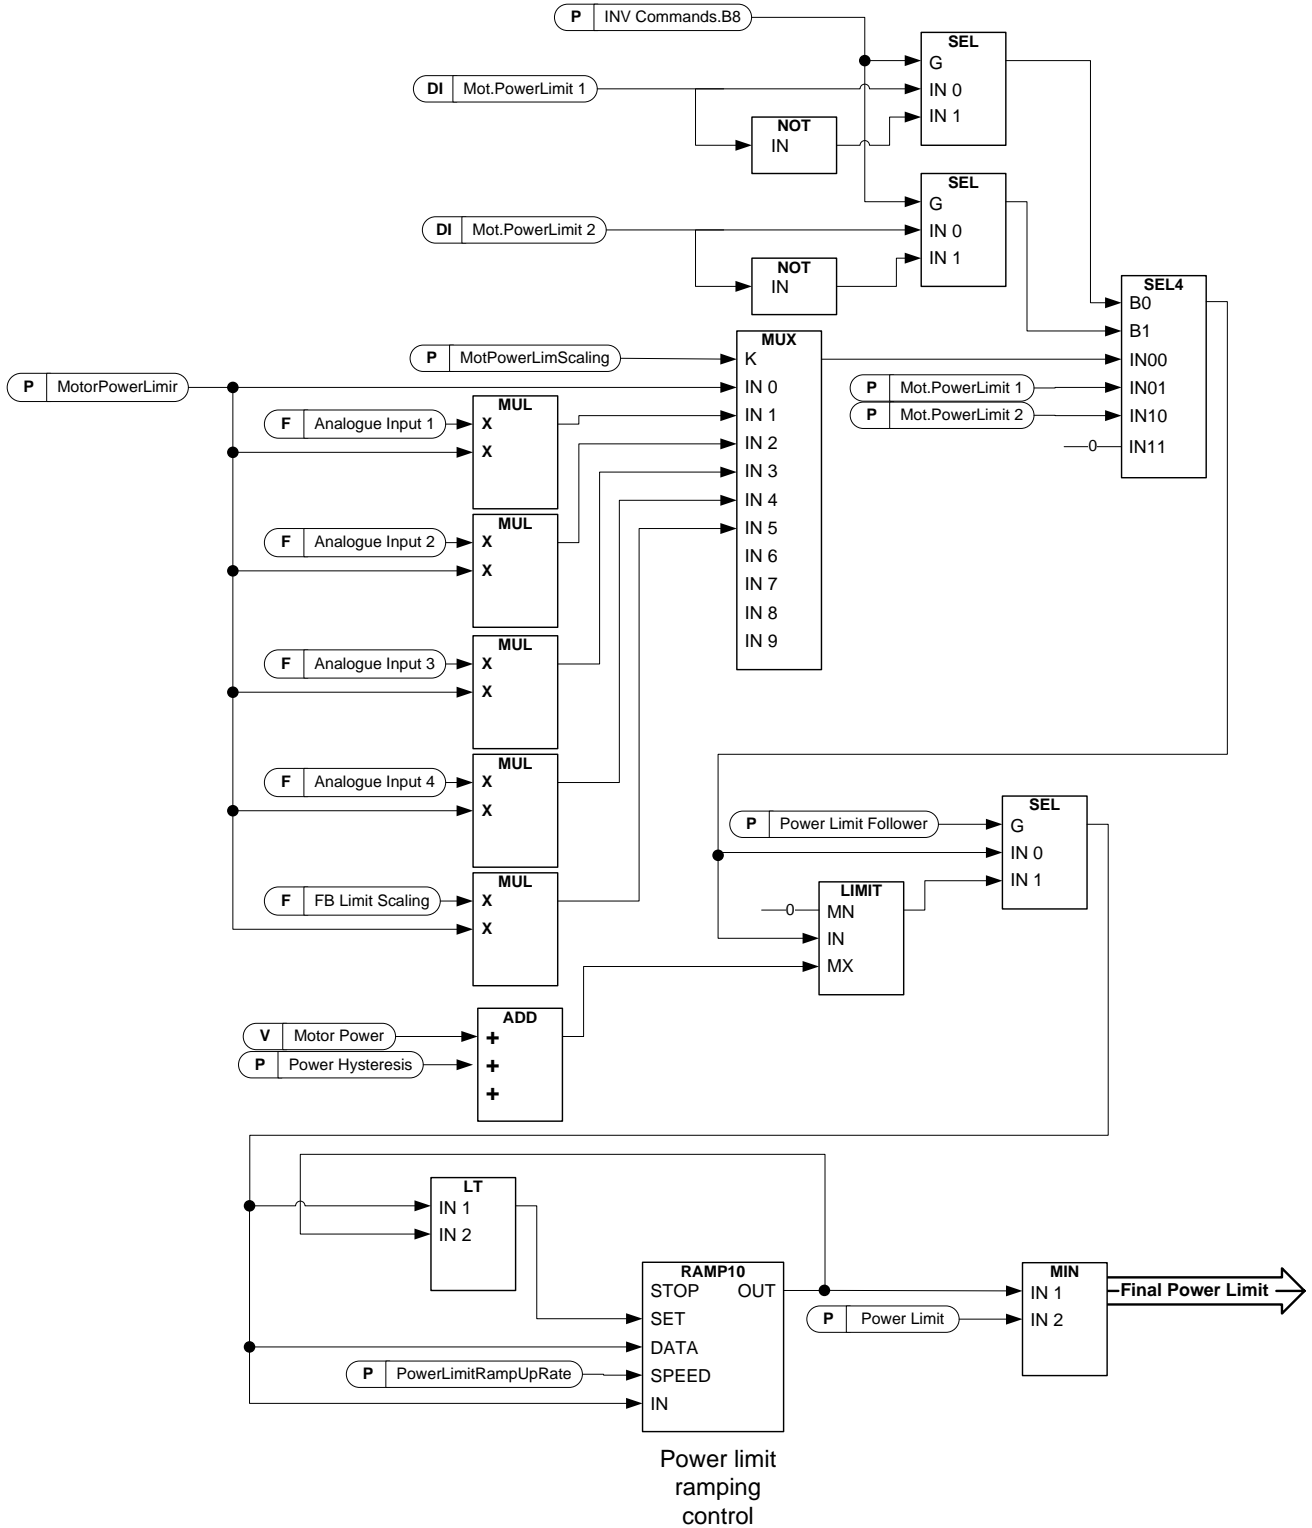 P INV Commands.B8
SEL
G
DI Mot.PowerLimit 1
IN 0
IN 1
NOT
IN
SEL
G
DI Mot.PowerLimit 2
IN 0
IN 1
NOT
IN
SEL4
B0
B1
IN00
IN01
IN10
IN11
P Mot.PowerLimit 1
P Mot.PowerLimit 2
0
P MotPowerLimScaling
MUX
K
IN 0
IN 1
IN 2
IN 3
IN 4
IN 5
IN 6
IN 7
IN 8
IN 9
P MotorPowerLimir
MUL
F Analogue Input 1
X
X
MUL
F Analogue Input 2
X
X
MUL
F Analogue Input 3
X
X
MUL
F Analogue Input 4
X
X
MUL
F FB Limit Scaling
X
X
SEL
P Power Limit Follower
G
IN 0
IN 1
LIMIT
0
MN
IN
MX
ADD
V Motor Power
+
P Power Hysteresis
+
+
LT
IN 1
IN 2
RAMP10
STOP OUT
SET
DATA
P PowerLimitRampUpRate
SPEED
IN
MIN
IN 1
P Power Limit
IN 2
Final Power Limit
Power limit
ramping
control